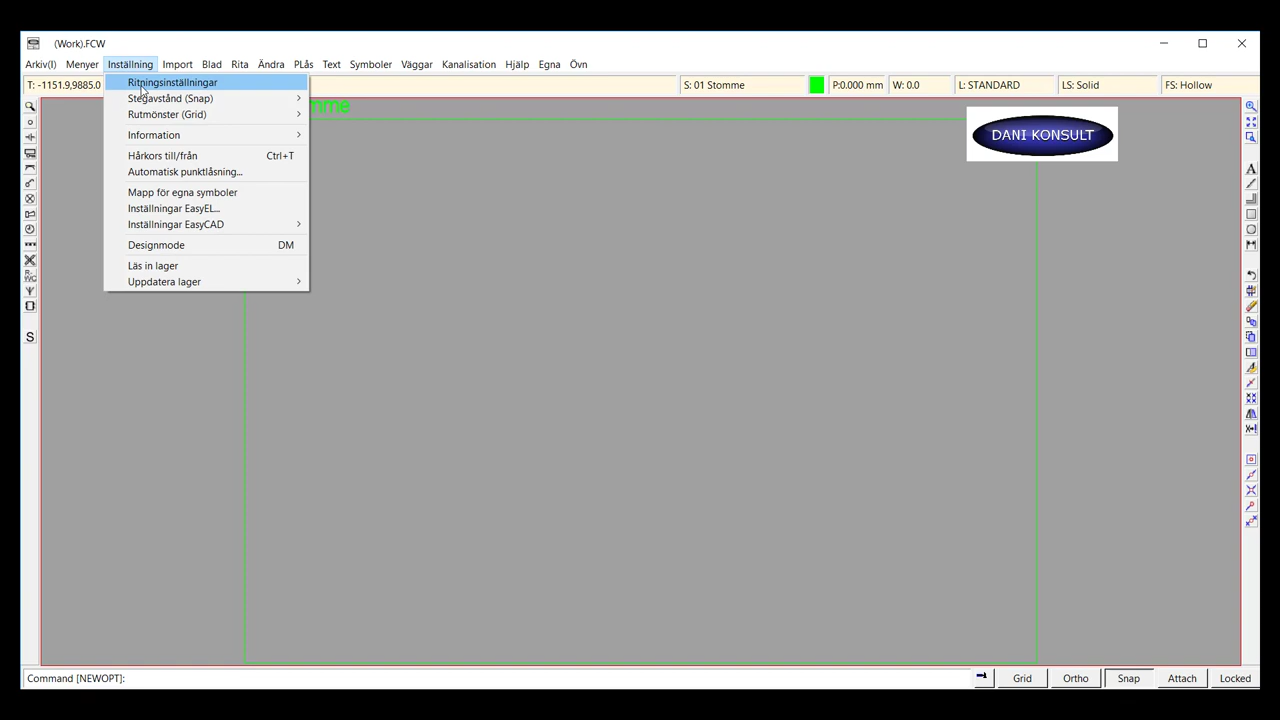 (Work).FCW
Arkiv(I) Menyer Inställning Import Blad Rita Ändra PLås Text Symboler Väggar Kanalisation Hjälp Egna Övn
T: -1151.9,9885.0 S: 01 Stomme P:0.000 mm W: 0.0 L: STANDARD LS: Solid FS: Hollow
Ritningsinställningar
Stegavstånd (Snap)
Rutmönster (Grid)
Information
Hårkors till/från Ctrl+T
Automatisk punktlåsning...
Mapp för egna symboler
Inställningar EasyEL...
Inställningar EasyCAD
Designmode DM
Läs in lager
Uppdatera lager
DANI KONSULT
S
Command [NEWOPT]:
Grid Ortho Snap Attach Locked